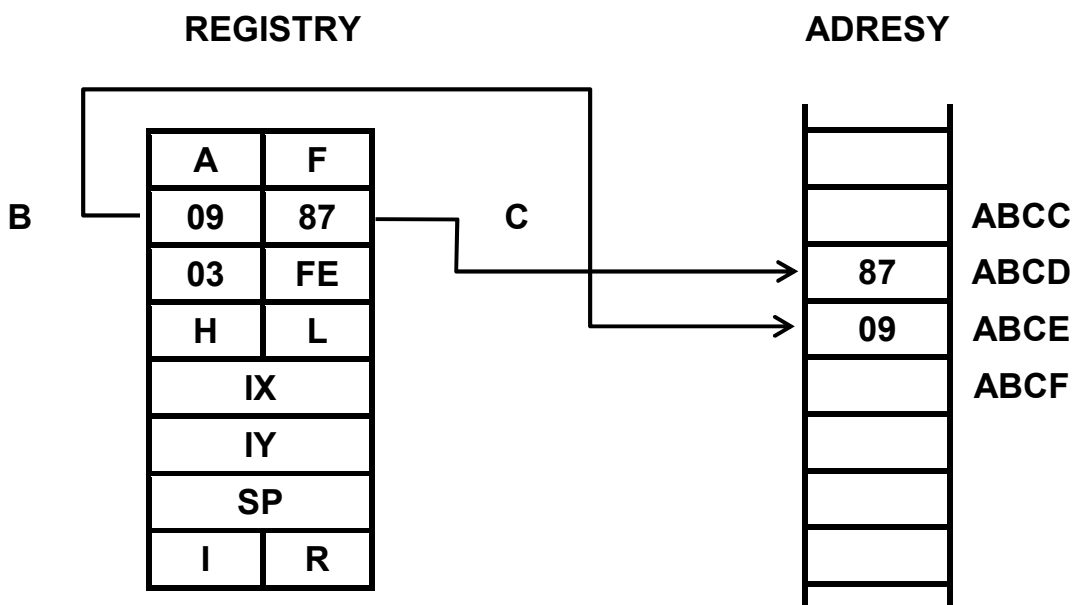 REGISTRY ADRESY
A F
B 09 87 C ABCC
03 FE 87 ABCD
H L 09 ABCE
IX ABCF
IY
SP
I R